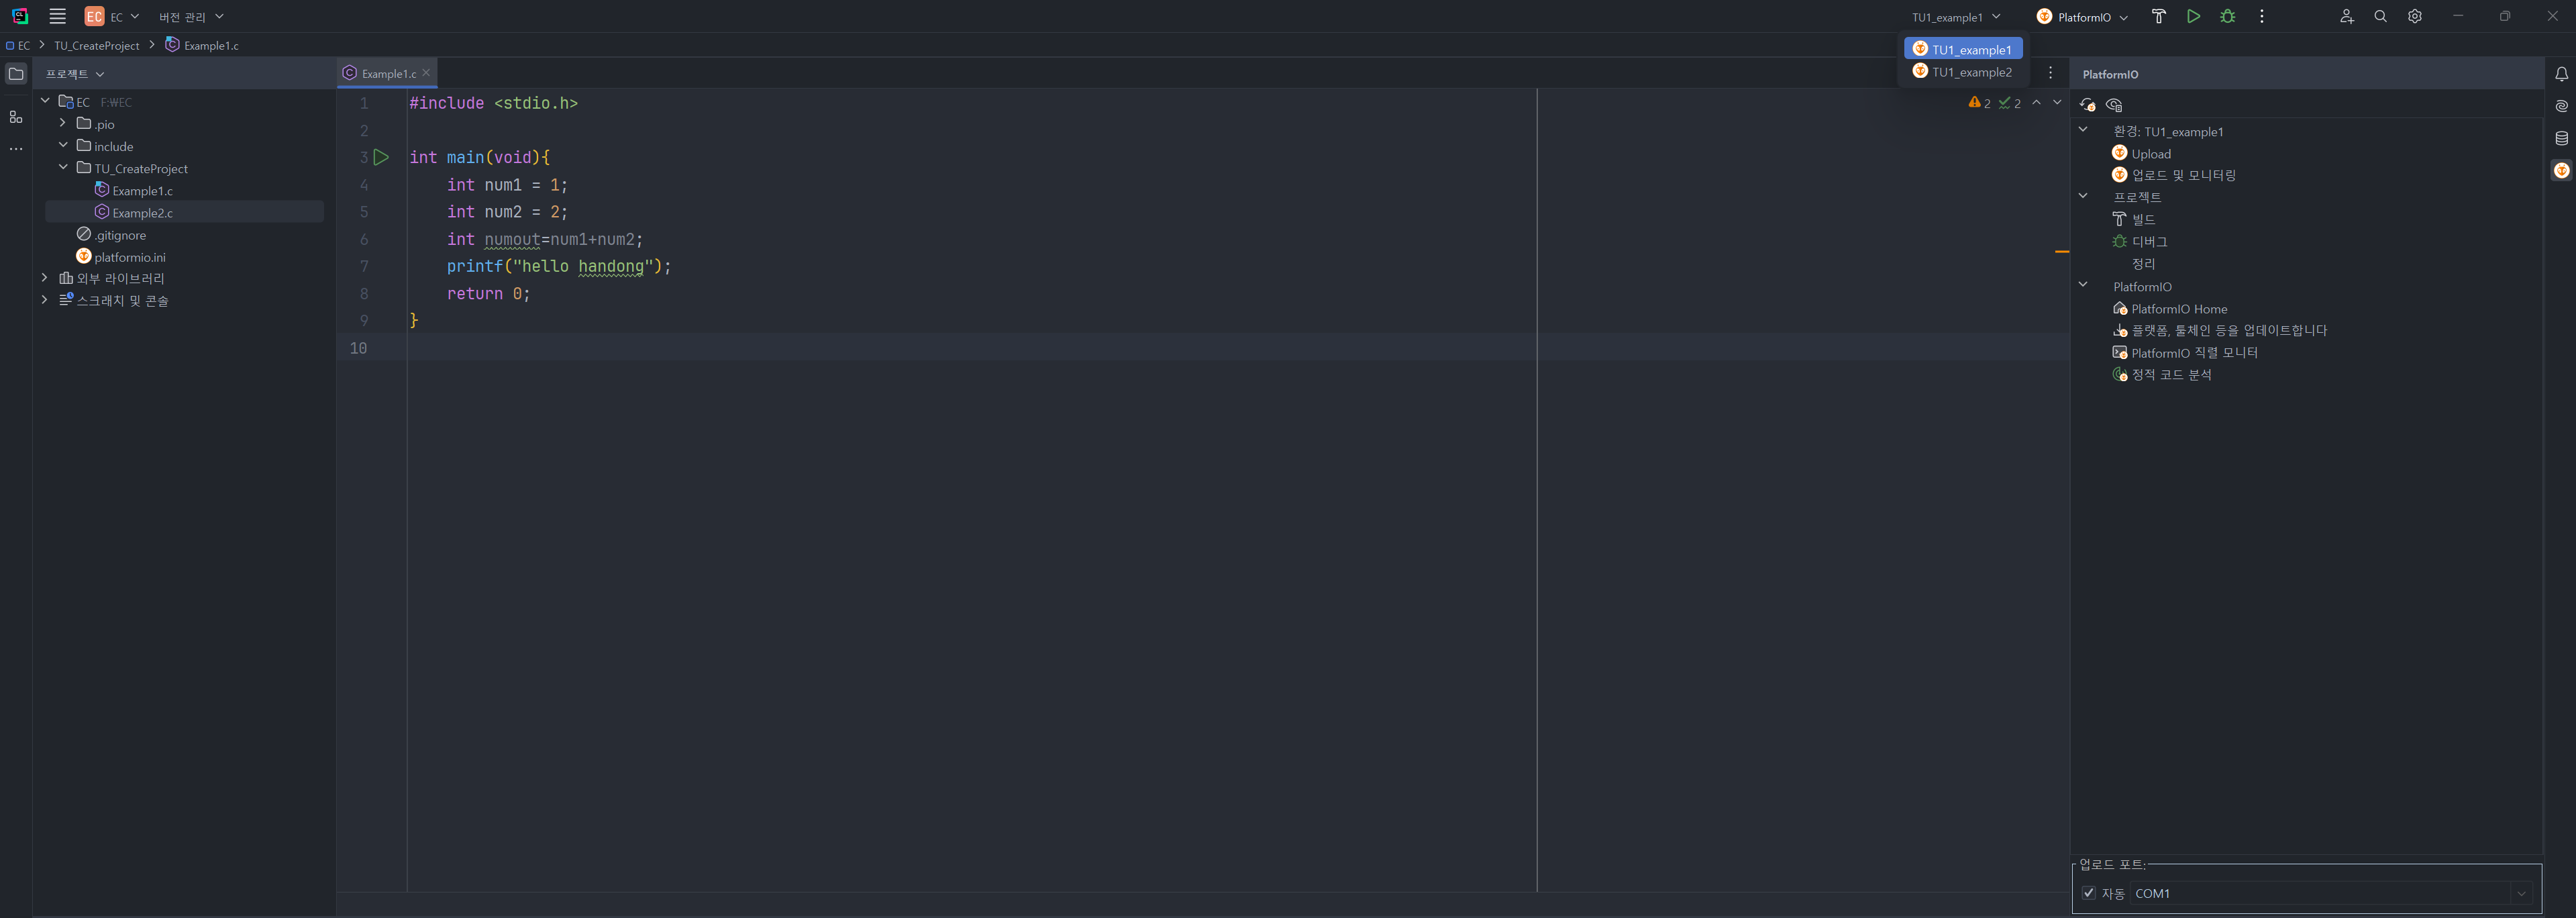 EC EC 버전 관리 TU1_example1 PlatformIO
EC TU_CreateProject Example1.c
TU1_example1
TU1_example2
프로젝트
EC F:\EC
.pio
include
TU_CreateProject
Example1.c
Example2.c
.gitignore
platformio.ini
외부 라이브러리
스크래치 및 콘솔
Example1.c
2 2
1 #include <stdio.h>
2
3 int main(void){
4 int num1 = 1;
5 int num2 = 2;
6 int numout=num1+num2;
7 printf("hello handong");
8 return 0;
9 }
10
PlatformIO
환경: TU1_example1
Upload
업로드 및 모니터링
프로젝트
빌드
디버그
정리
PlatformIO
PlatformIO Home
플랫폼, 툴체인 등을 업데이트합니다
PlatformIO 직렬 모니터
정적 코드 분석
업로드 포트:
자동 COM1